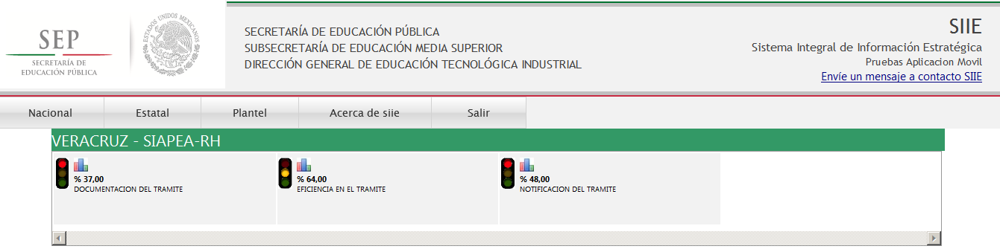 SEP
SECRETARÍA DE
EDUCACIÓN PÚBLICA
ESTADOS UNIDOS MEXICANOS
SECRETARÍA DE EDUCACIÓN PÚBLICA
SUBSECRETARÍA DE EDUCACIÓN MEDIA SUPERIOR
DIRECCIÓN GENERAL DE EDUCACIÓN TECNOLÓGICA INDUSTRIAL
SIIE
Sistema Integral de Información Estratégica
Pruebas Aplicacion Movil
Envíe un mensaje a contacto SIIE
Nacional Estatal Plantel Acerca de siie Salir
VERACRUZ - SIAPEA-RH
% 37,00
DOCUMENTACION DEL TRAMITE
% 64,00
EFICIENCIA EN EL TRAMITE
% 48,00
NOTIFICACION DEL TRAMITE